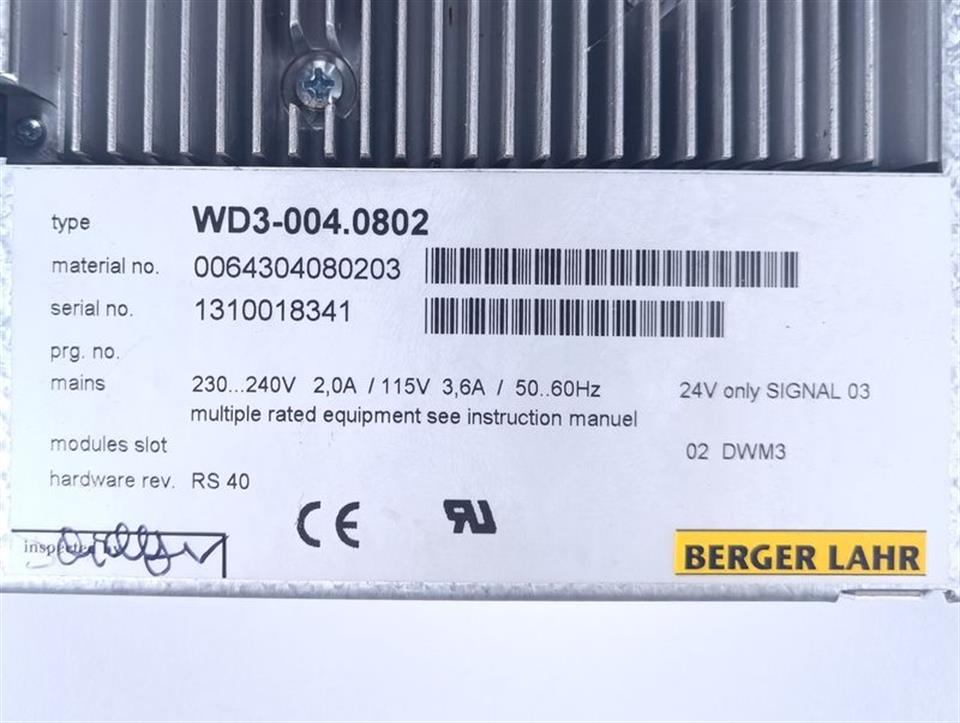 type WD3-004.0802
material no. 0064304080203
serial no. 1310018341
prg. no.
mains 230...240V 2,0A / 115V 3,6A / 50..60Hz 24V only SIGNAL 03
multiple rated equipment see instruction manuel
modules slot 02 DWM3
hardware rev. RS 40
inspected
CE
BERGER LAHR